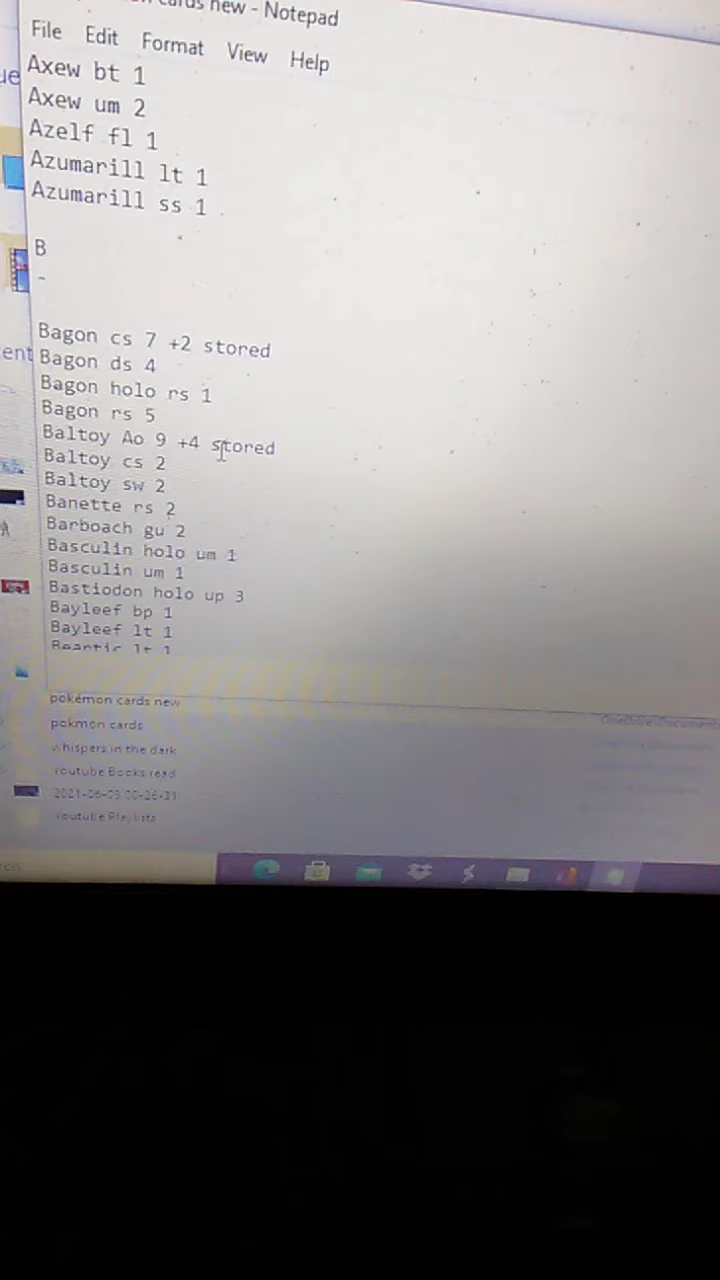 cards new - Notepad
File Edit Format View Help
Axew bt 1
Axew um 2
Azelf fl 1
Azumarill lt 1
Azumarill ss 1
B
-
Bagon cs 7 +2 stored
Bagon ds 4
Bagon holo rs 1
Bagon rs 5
Baltoy Ao 9 +4 stored
Baltoy cs 2
Baltoy sw 2
Banette rs 2
Barboach gu 2
Basculin holo um 1
Basculin um 1
Bastiodon holo up 3
Bayleef bp 1
Bayleef lt 1
lt 1
pokémon cards new
pokmon cards
whispers in the dark
youtube Books read
youtube Playlists